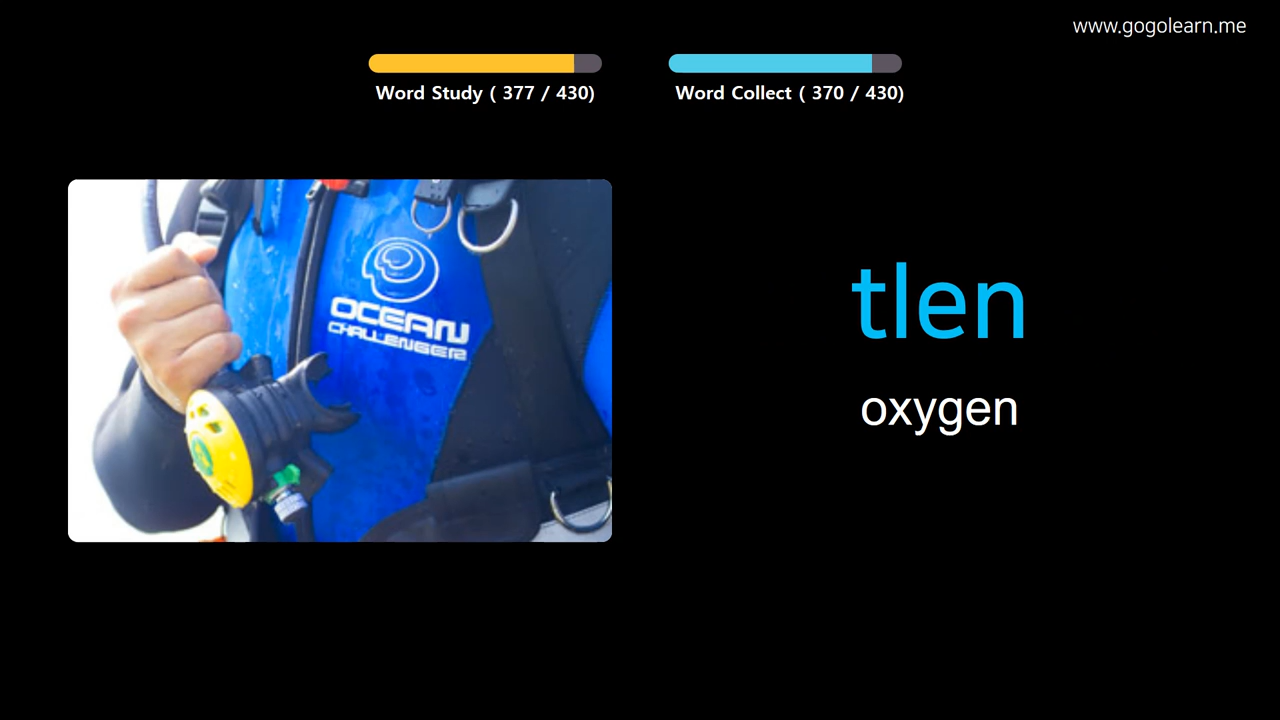 www.gogolearn.me
Word Study ( 377 / 430)
Word Collect ( 370 / 430)
OCEAN
CHALLENGER
tlen
oxygen